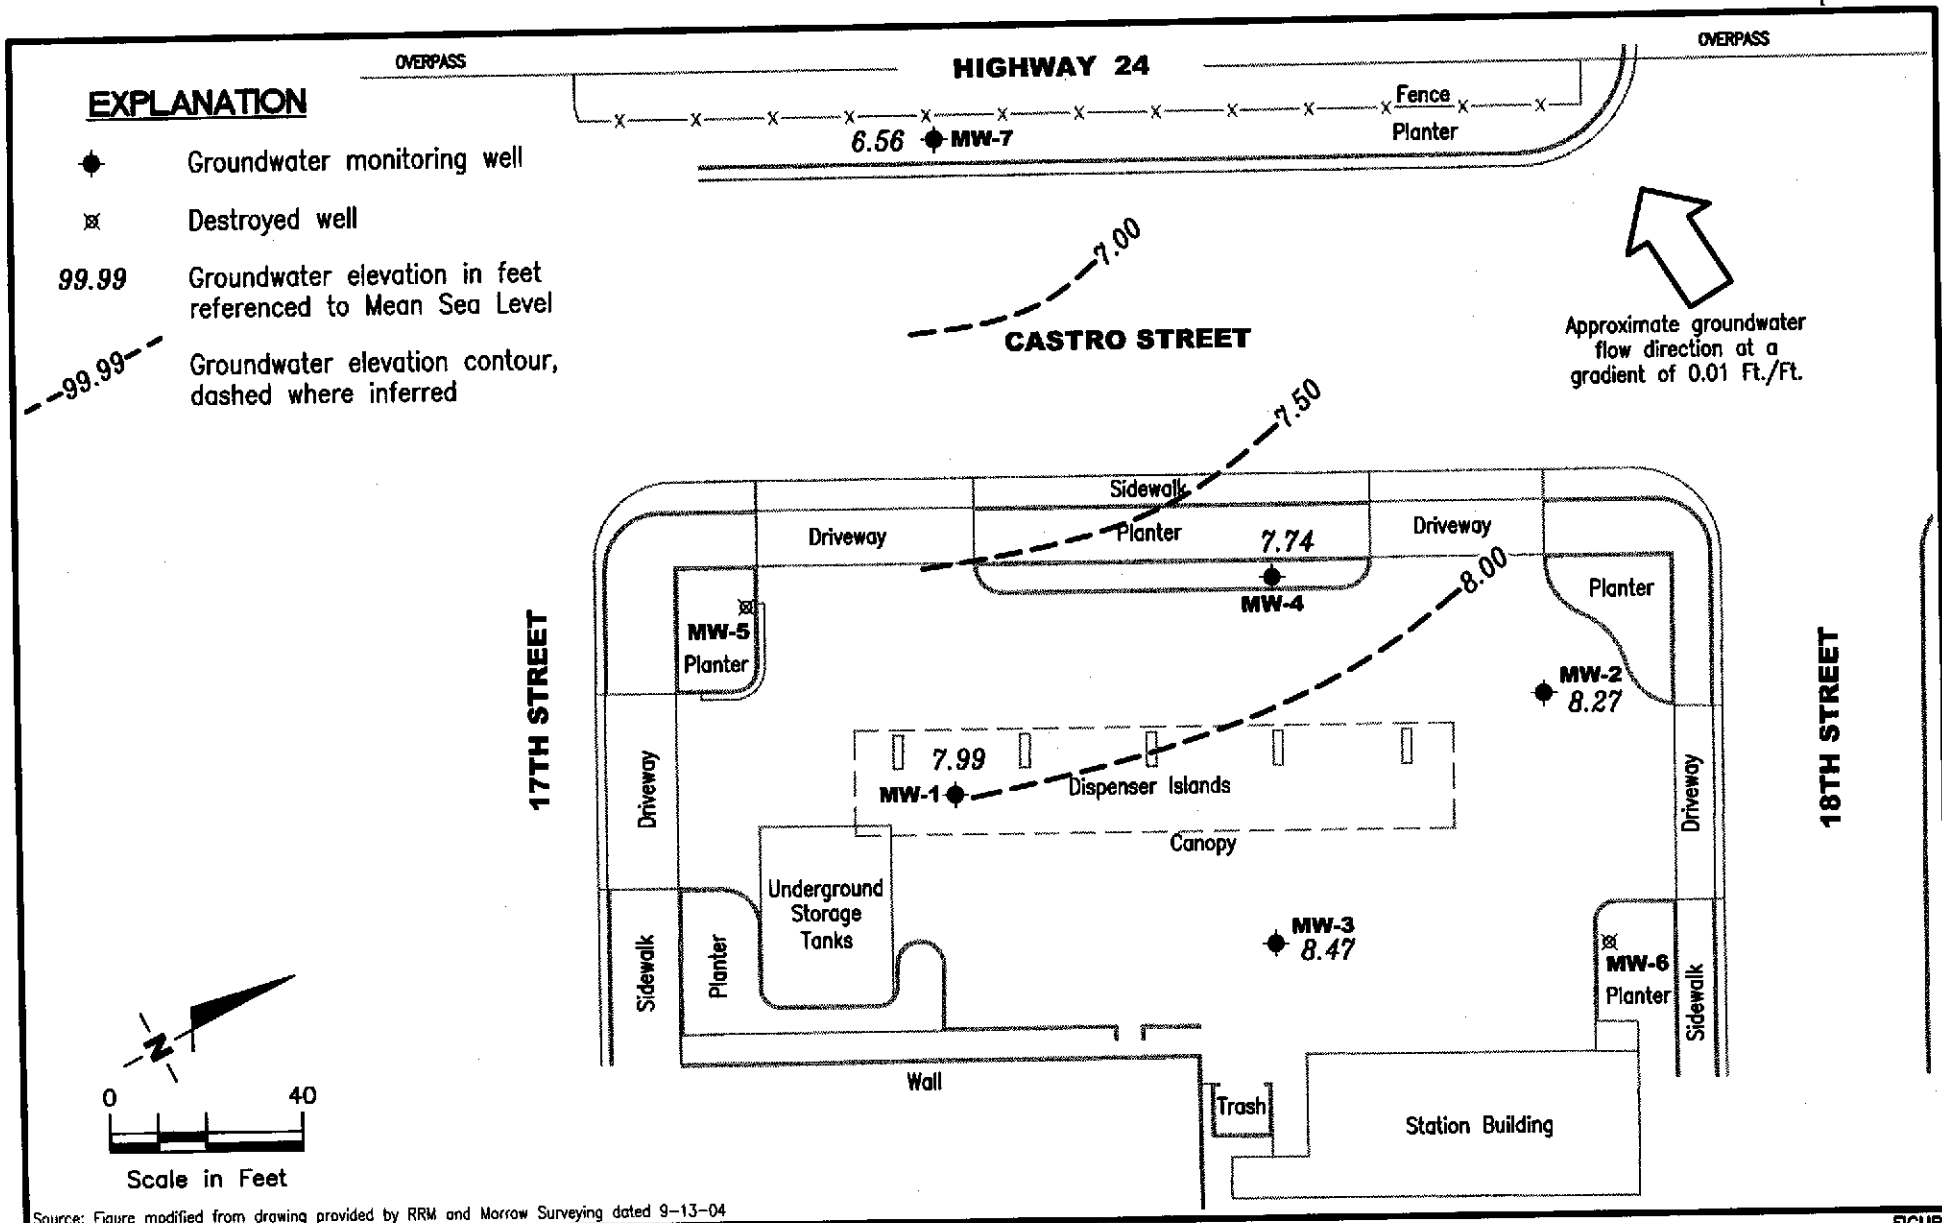 OVERPASS
HIGHWAY 24
OVERPASS
EXPLANATION
Groundwater monitoring well
Destroyed well
99.99
Groundwater elevation in feet
referenced to Mean Sea Level
99.99
Groundwater elevation contour,
dashed where inferred
Fence
Planter
6.56
MW-7
7.00
CASTRO STREET
Approximate groundwater
flow direction at a
gradient of 0.01 Ft./Ft.
7.50
Sidewalk
Driveway
Planter
Driveway
7.74
MW-4
8.00
Planter
MW-5
Planter
MW-2
8.27
17TH STREET
18TH STREET
Driveway
7.99
MW-1
Dispenser Islands
Canopy
Driveway
Underground
Storage
Tanks
MW-3
8.47
Sidewalk
Planter
MW-6
Planter
Sidewalk
N
Wall
Trash
Station Building
0 40
Scale in Feet
Source: Figure modified from drawing provided by RRM and Morrow Surveying dated 9-13-04